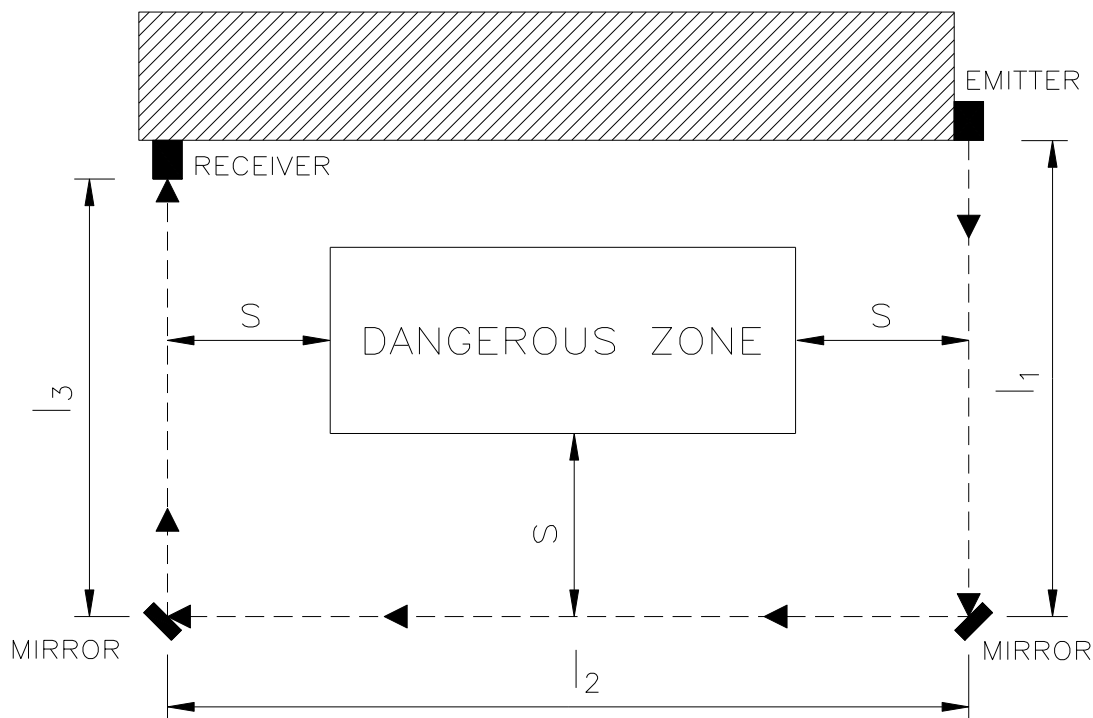 EMITTER
RECEIVER
S
S
DANGEROUS ZONE
l1
l3
S
MIRROR
MIRROR
l2